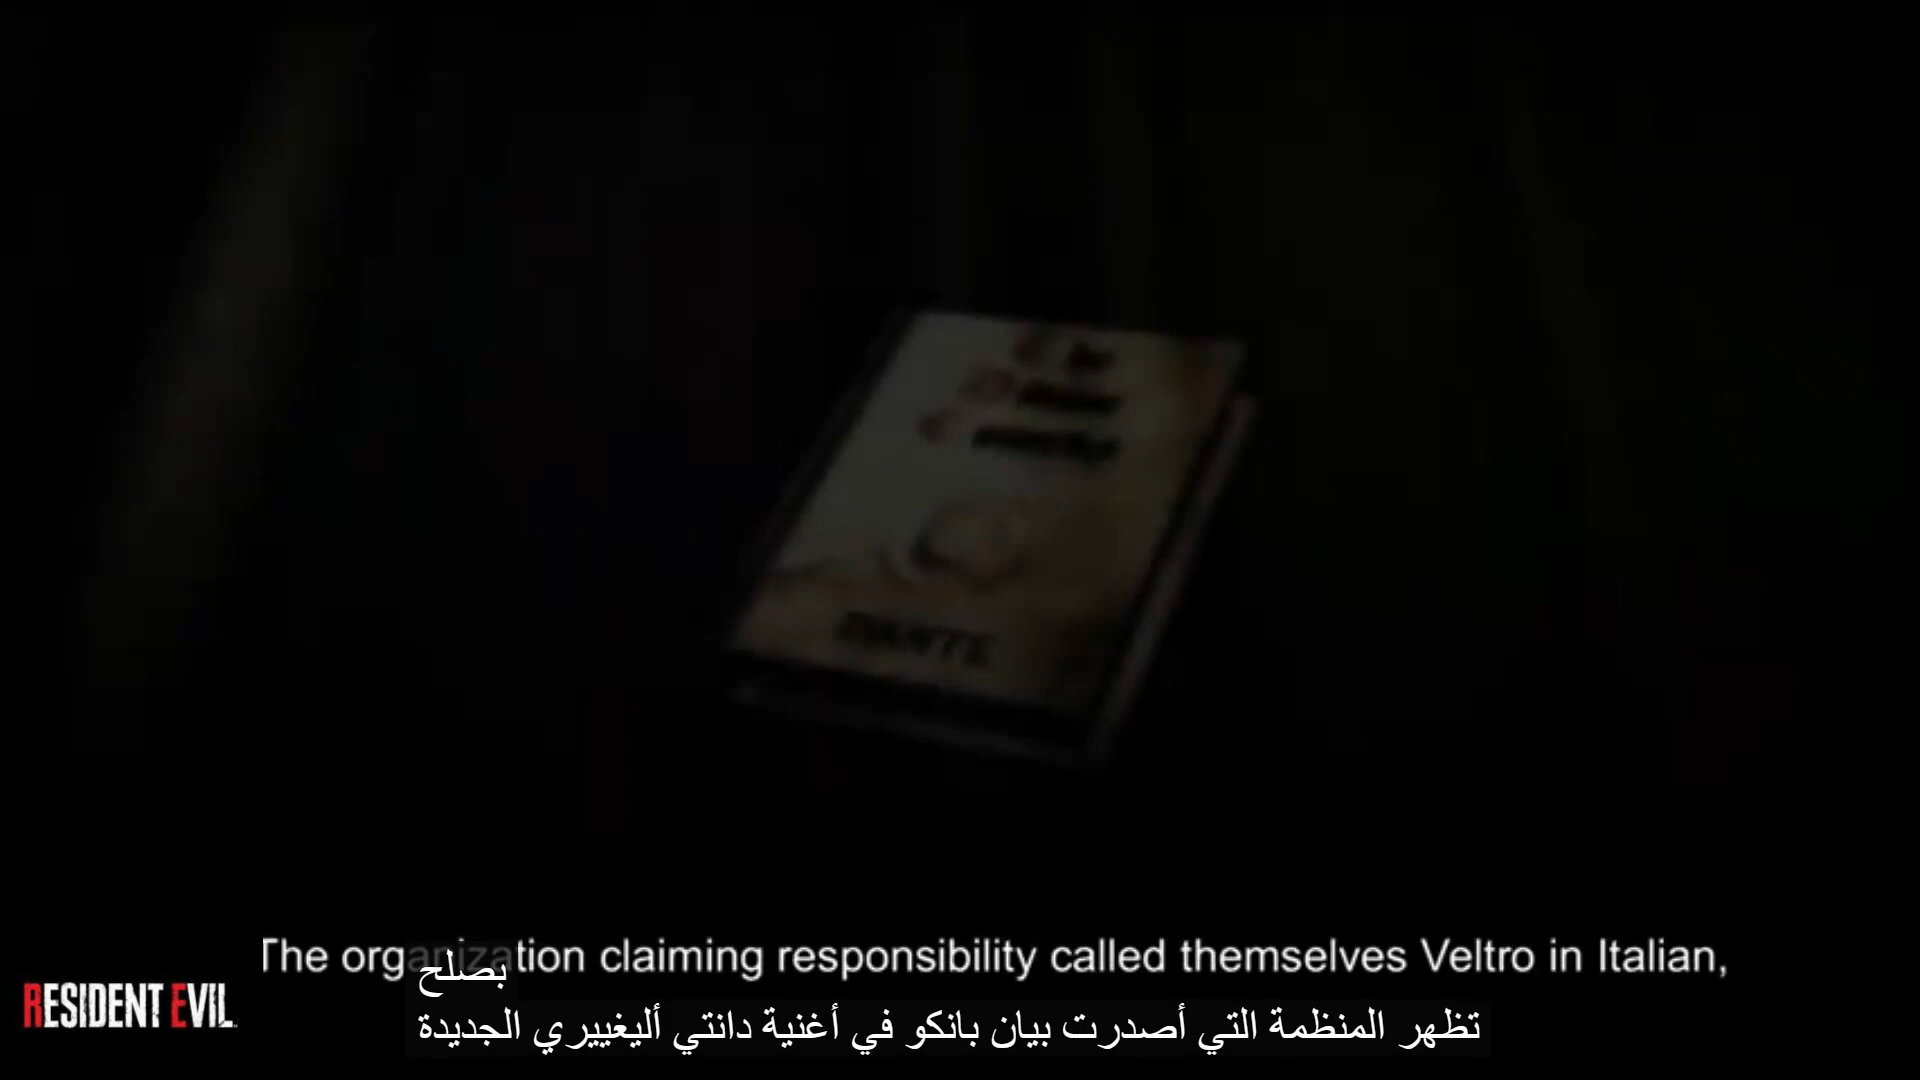 DANTE
The organization claiming responsibility called themselves Veltro in Italian,
بصلح
تظهر المنظمة التي أصدرت بيان بانكو في أغنية دانتي أليغييري الجديدة
RESIDENT EVIL